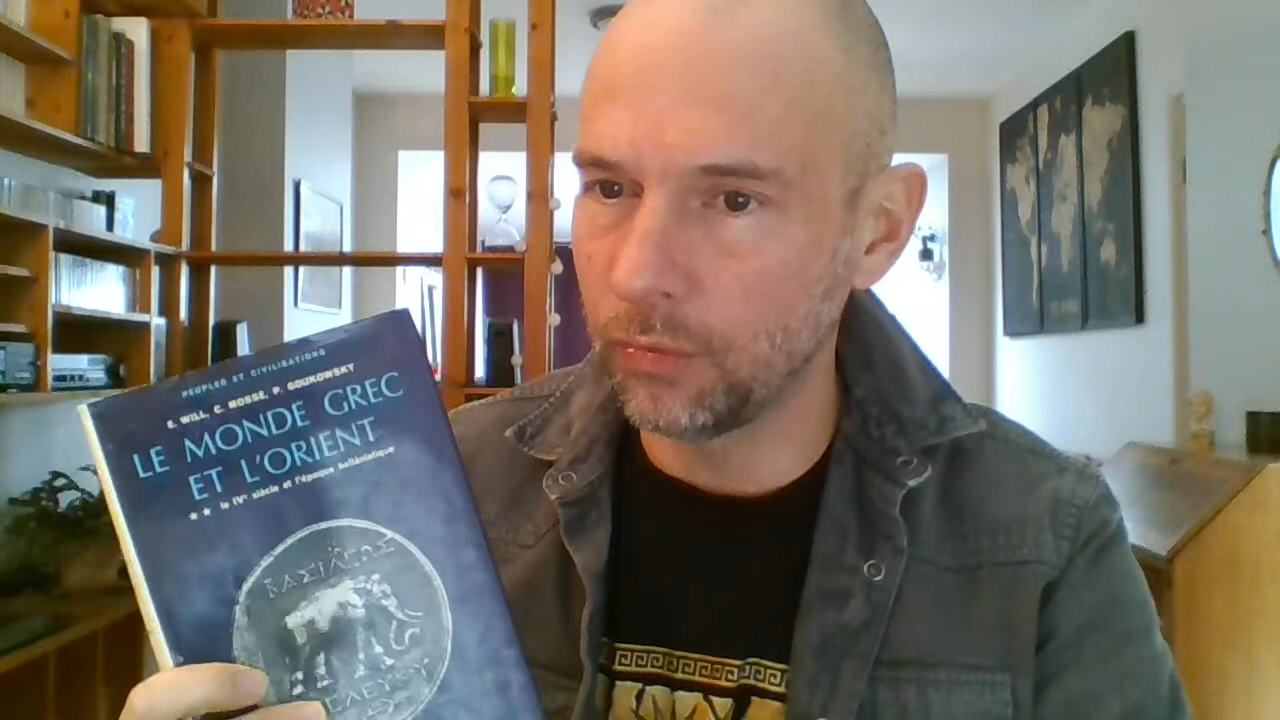 PEUPLES ET CIVILISATIONS
E. WILL, C. MOSSE, P. GOUKOWSKY
LE MONDE GREC
ET L'ORIENT
★★ le IVe siècle et l'époque hellénistique
ΒΑΣΙΛΕΩΣ